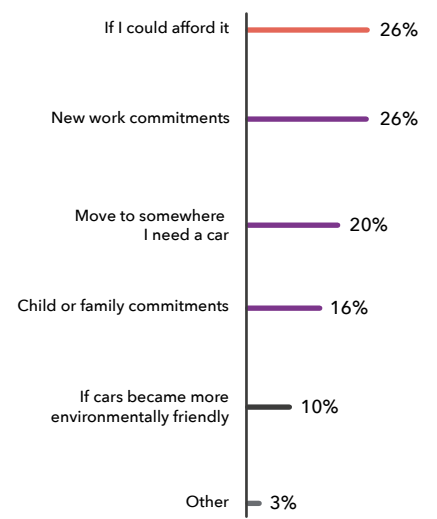 If I could afford it 26%
New work commitments 26%
Move to somewhere
I need a car 20%
Child or family commitments 16%
If cars became more
environmentally friendly 10%
Other 3%